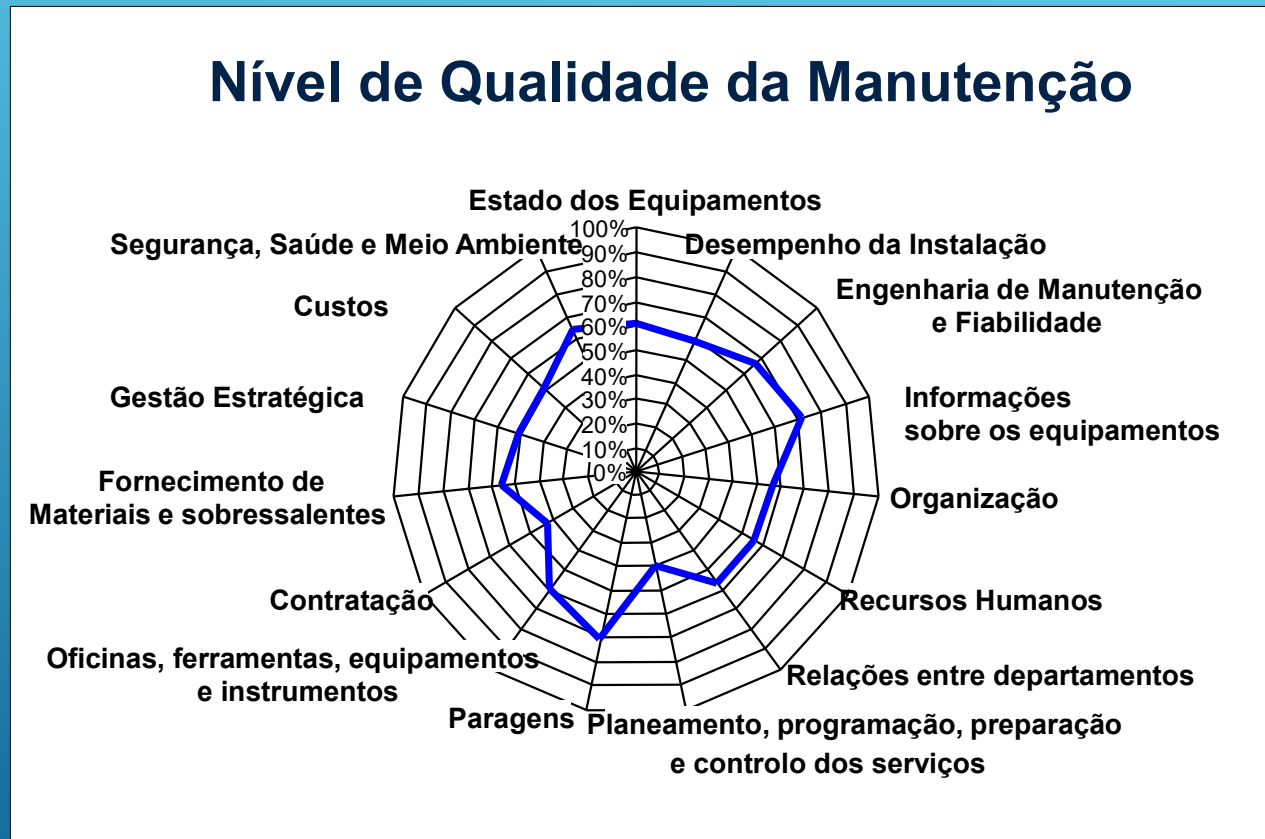 Nível de Qualidade da Manutenção
Estado dos Equipamentos
100%
90%
80%
70%
60%
50%
40%
30%
20%
10%
0%
Desempenho da Instalação
Engenharia de Manutenção
e Fiabilidade
Informações
sobre os equipamentos
Organização
Recursos Humanos
Relações entre departamentos
Planeamento, programação, preparação
e controlo dos serviços
Paragens
Oficinas, ferramentas, equipamentos
e instrumentos
Contratação
Fornecimento de
Materiais e sobressalentes
Gestão Estratégica
Custos
Segurança, Saúde e Meio Ambiente